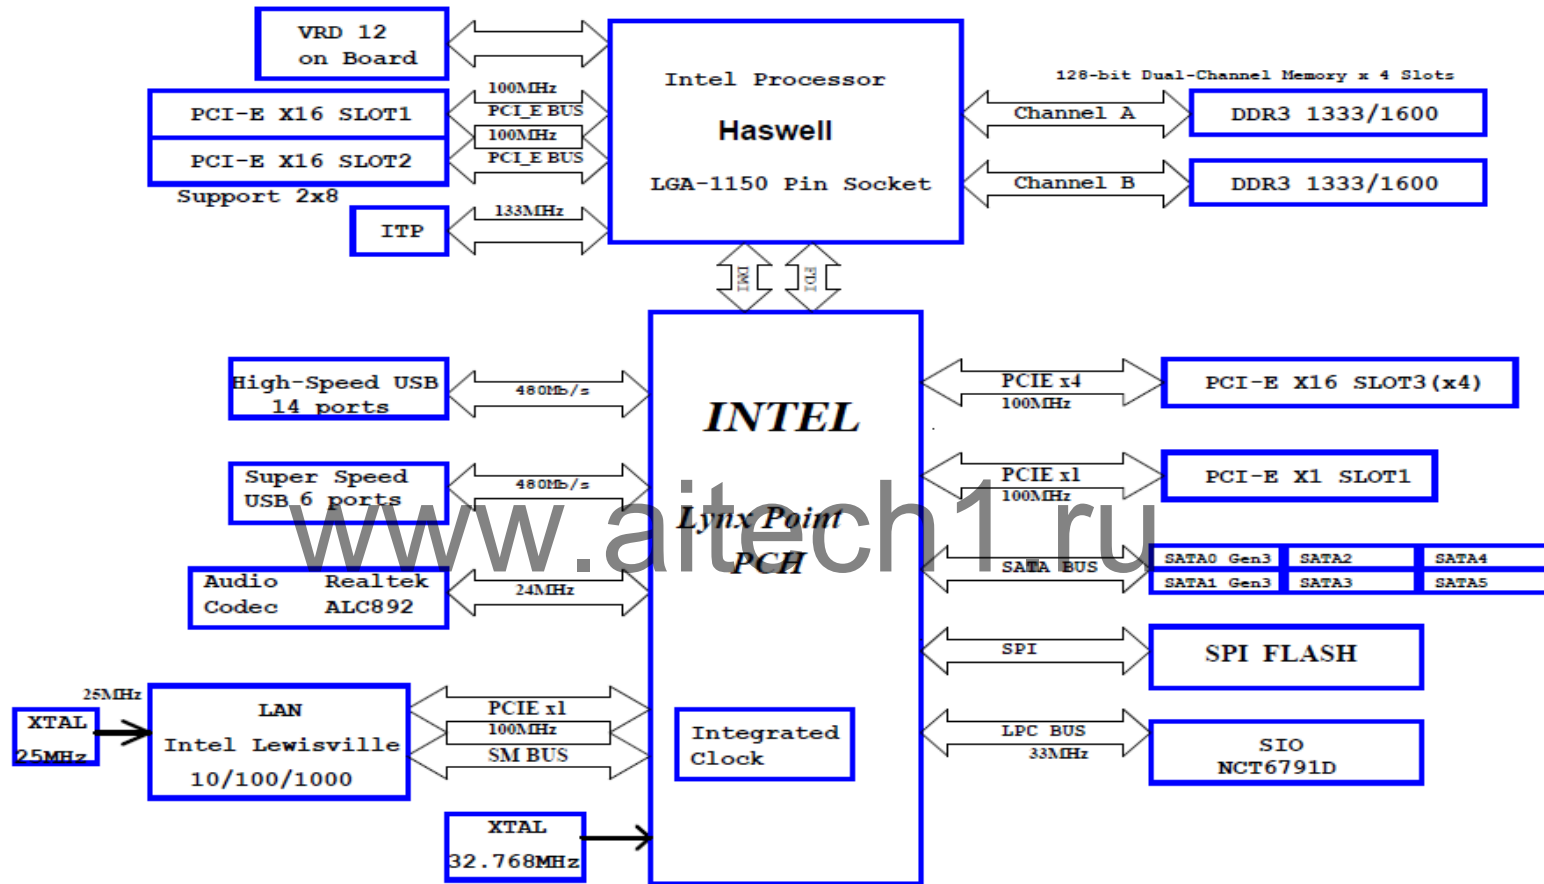 VRD 12
on Board
100MHz
PCI-E X16 SLOT1
PCI_E BUS
100MHz
PCI-E X16 SLOT2
PCI_E BUS
Support 2x8
133MHz
ITP
Intel Processor
Haswell
LGA-1150 Pin Socket
128-bit Dual-Channel Memory x 4 Slots
Channel A
DDR3 1333/1600
Channel B
DDR3 1333/1600
DMI
FDI
High-Speed USB
14 ports
480Mb/s
Super Speed
USB 6 ports
480Mb/s
Audio Realtek
Codec ALC892
24MHz
INTEL
Lynx Point
PCH
www.aitech1.ru
PCIE x4
100MHz
PCI-E X16 SLOT3(x4)
PCIE x1
100MHz
PCI-E X1 SLOT1
SATA BUS
SATA0 Gen3 SATA2 SATA4
SATA1 Gen3 SATA3 SATA5
SPI
SPI FLASH
LPC BUS
33MHz
SIO
NCT6791D
25MHz
XTAL
25MHz
LAN
Intel Lewisville
10/100/1000
PCIE x1
100MHz
SM BUS
Integrated
Clock
XTAL
32.768MHz